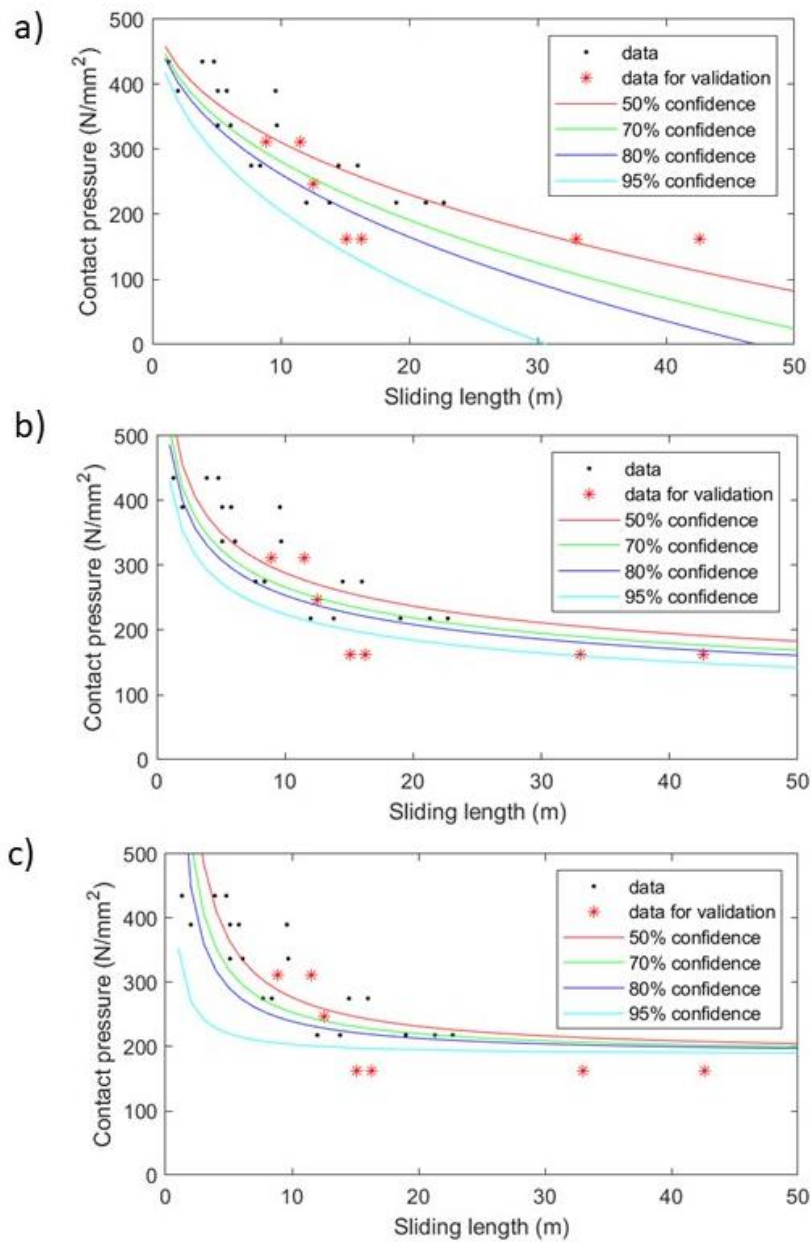 a)
500
400
300
200
100
0
Contact pressure (N/mm²)
data
data for validation
50% confidence
70% confidence
80% confidence
95% confidence
0 10 20 30 40 50
Sliding length (m)
b)
500
400
300
200
100
0
Contact pressure (N/mm²)
data
data for validation
50% confidence
70% confidence
80% confidence
95% confidence
0 10 20 30 40 50
Sliding length (m)
c)
500
400
300
200
100
0
Contact pressure (N/mm²)
data
data for validation
50% confidence
70% confidence
80% confidence
95% confidence
0 10 20 30 40 50
Sliding length (m)